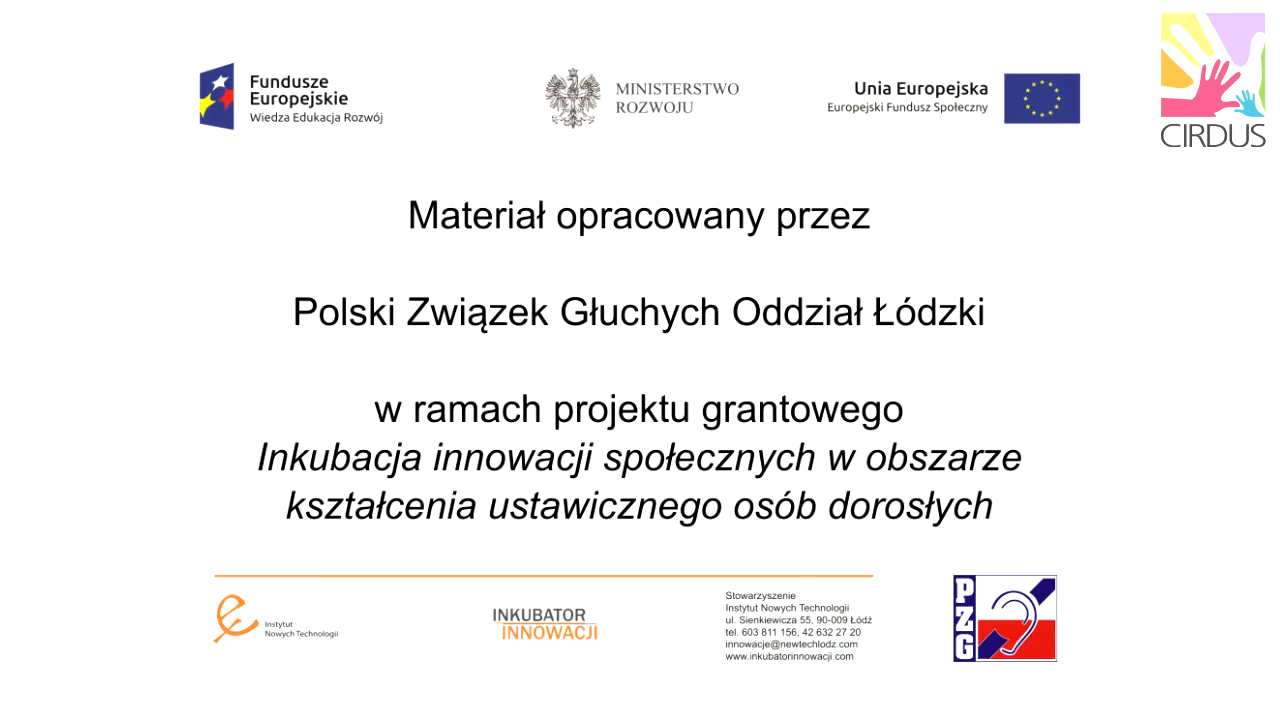 Fundusze
Europejskie
Wiedza Edukacja Rozwój
MINISTERSTWO
ROZWOJU
Unia Europejska
Europejski Fundusz Społeczny
CIRDUS
Materiał opracowany przez
Polski Związek Głuchych Oddział Łódzki
w ramach projektu grantowego
Inkubacja innowacji społecznych w obszarze
kształcenia ustawicznego osób dorosłych
Instytut
Nowych Technologii
INKUBATOR
INNOWACJI
Stowarzyszenie
Instytut Nowych Technologii
ul. Sienkiewicza 55, 90-009 Łódź
tel. 603 811 156, 42 632 27 20
innowacje@newtechlodz.com
www.inkubatorinnowacji.com
PZG